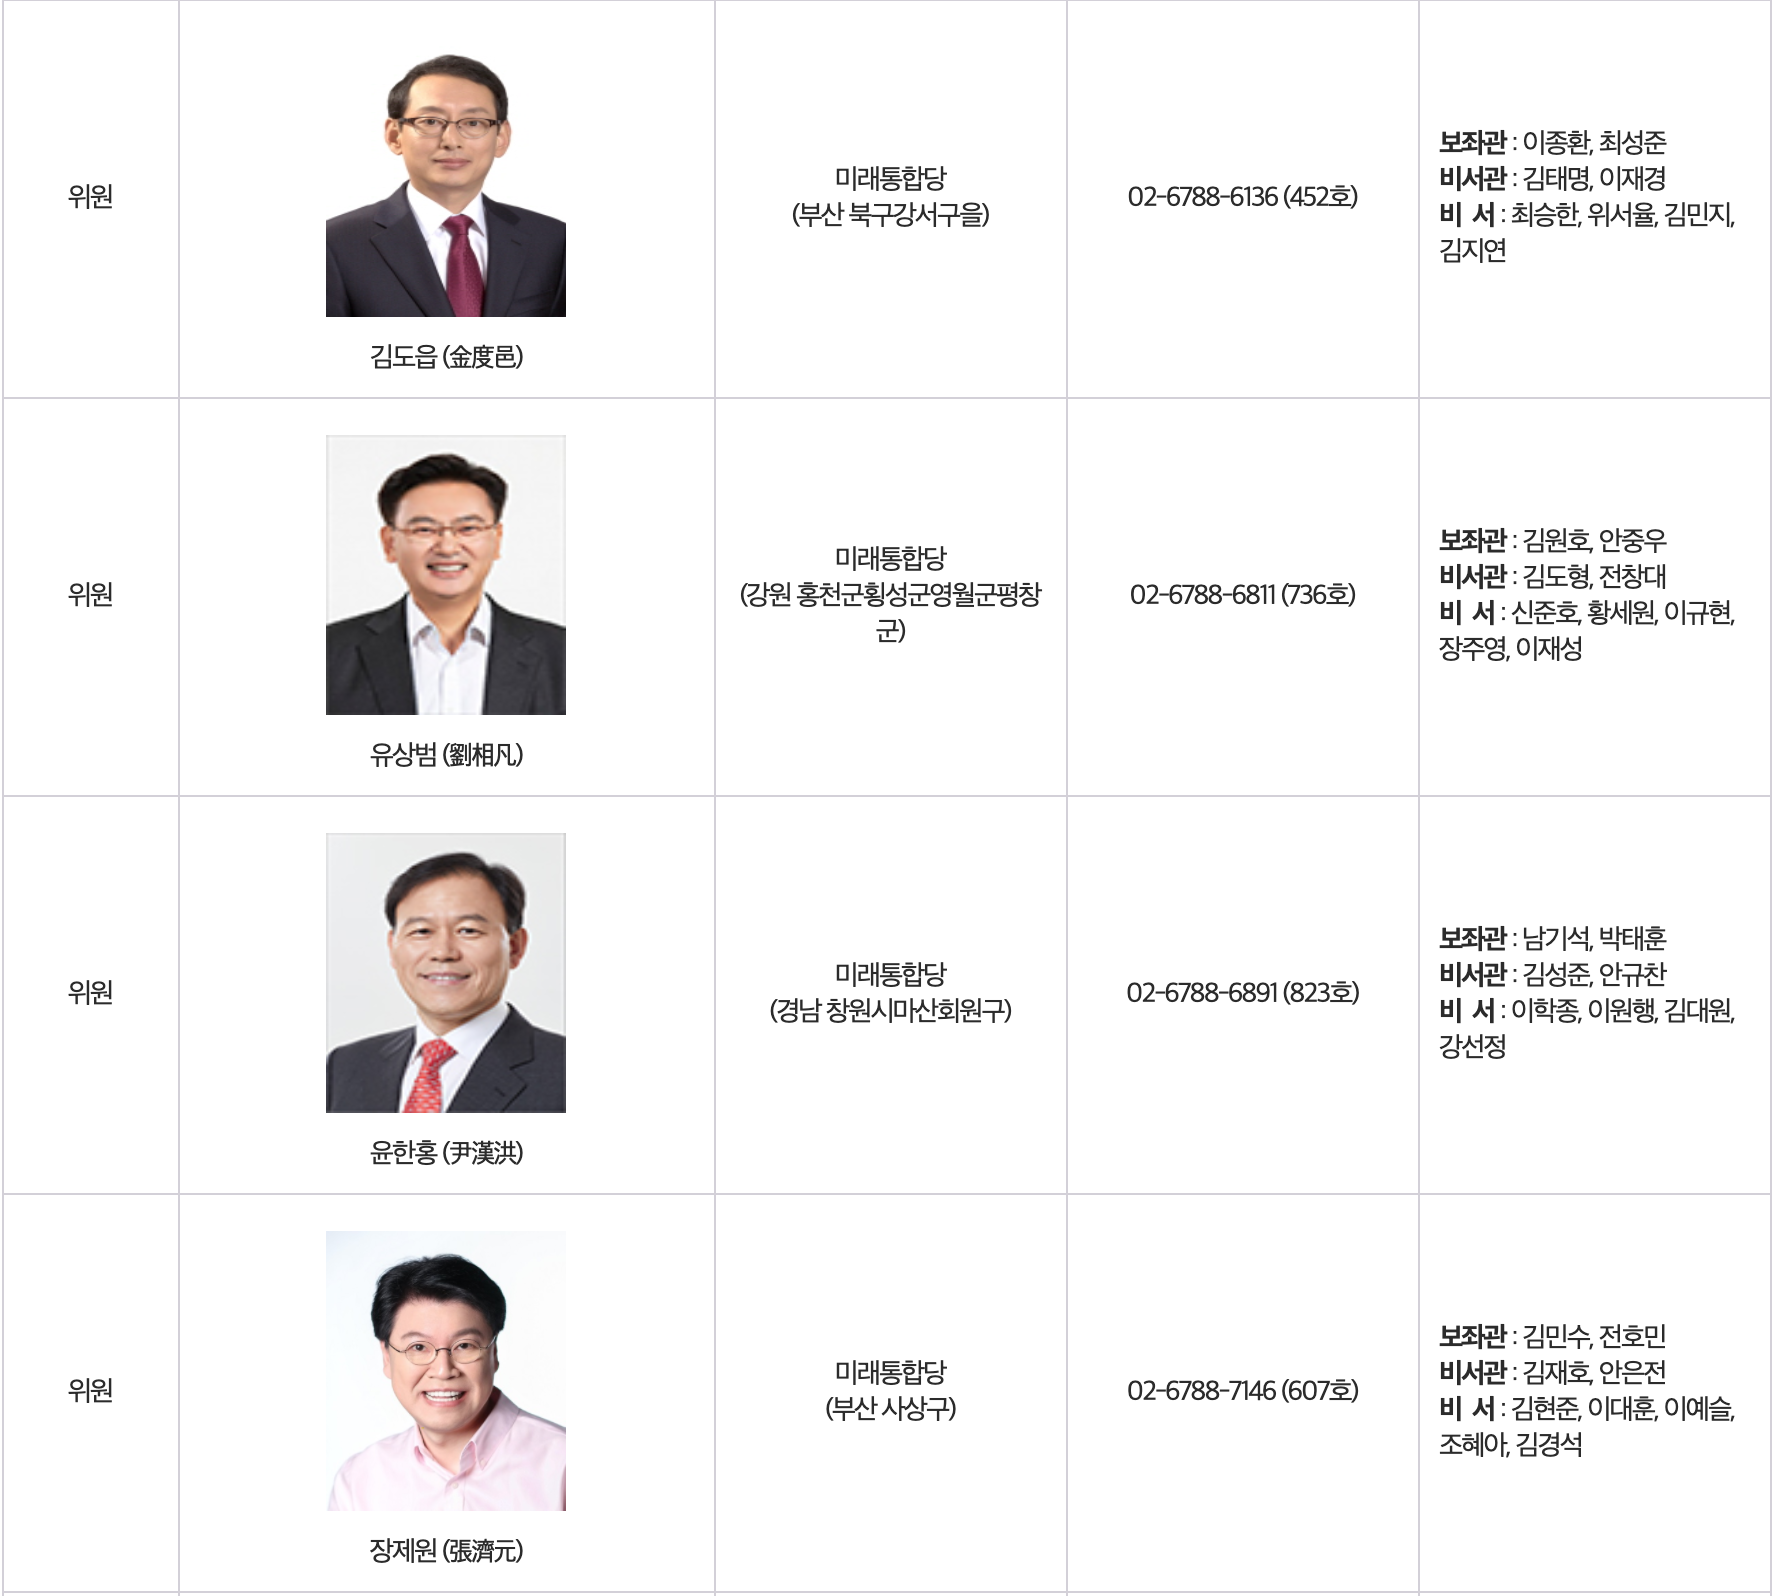 위원
김도읍 (金度邑)
미래통합당
(부산 북구강서구을)
02-6788-6136 (452호)
보좌관 : 이종환, 최성준
비서관 : 김태명, 이재경
비 서 : 최승한, 위서율, 김민지,
김지연
위원
유상범 (劉相凡)
미래통합당
(강원 홍천군횡성군영월군평창
군)
02-6788-6811 (736호)
보좌관 : 김원호, 안중우
비서관 : 김도형, 전창대
비 서 : 신준호, 황세원, 이규현,
장주영, 이재성
위원
윤한홍 (尹漢洪)
미래통합당
(경남 창원시마산회원구)
02-6788-6891 (823호)
보좌관 : 남기석, 박태훈
비서관 : 김성준, 안규찬
비 서 : 이학종, 이원행, 김대원,
강선정
위원
장제원 (張濟元)
미래통합당
(부산 사상구)
02-6788-7146 (607호)
보좌관 : 김민수, 전호민
비서관 : 김재호, 안은전
비 서 : 김현준, 이대훈, 이예슬,
조혜아, 김경석